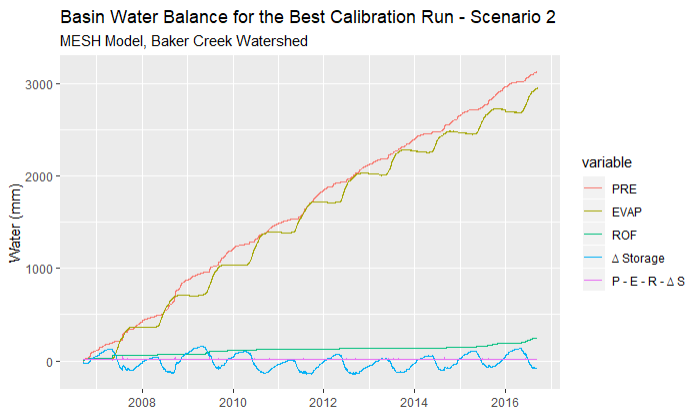 Basin Water Balance for the Best Calibration Run - Scenario 2
MESH Model, Baker Creek Watershed
Water (mm)
3000
2000
1000
0
2008
2010
2012
2014
2016
variable
PRE
EVAP
ROF
Δ Storage
P - E - R - Δ S